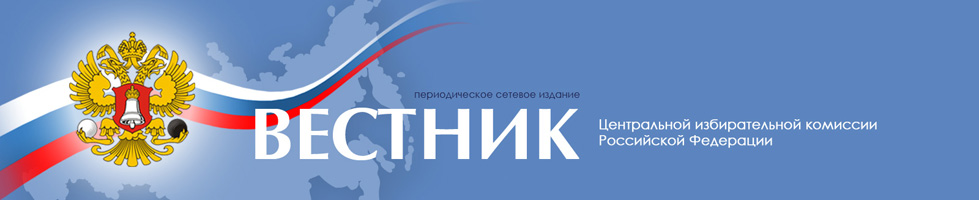 периодическое сетевое издание
ВЕСТНИК
Центральной избирательной комиссии
Российской Федерации